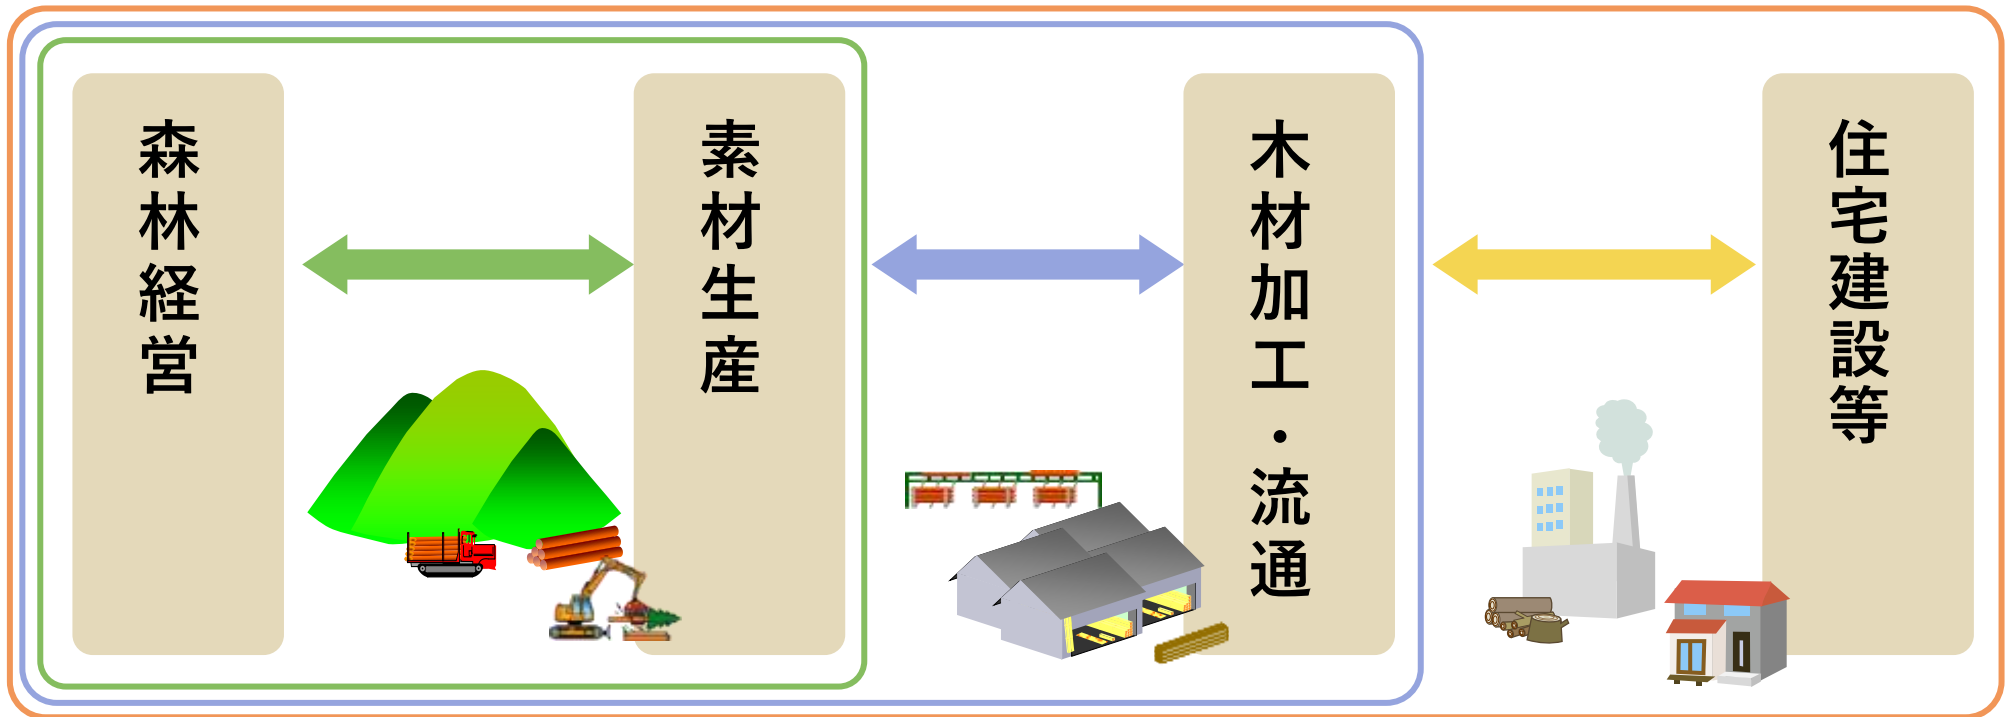 森林経営
素材生産
木材加工・流通
住宅建設等